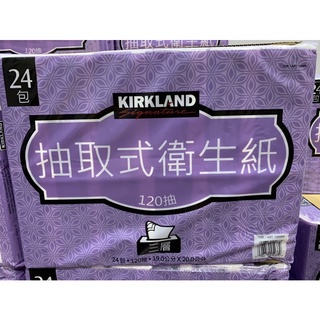 24
包
KIRKLAND
Signature
抽取式衛生紙
120抽
三層
24包•120抽•19.0公分 X 20.0公分